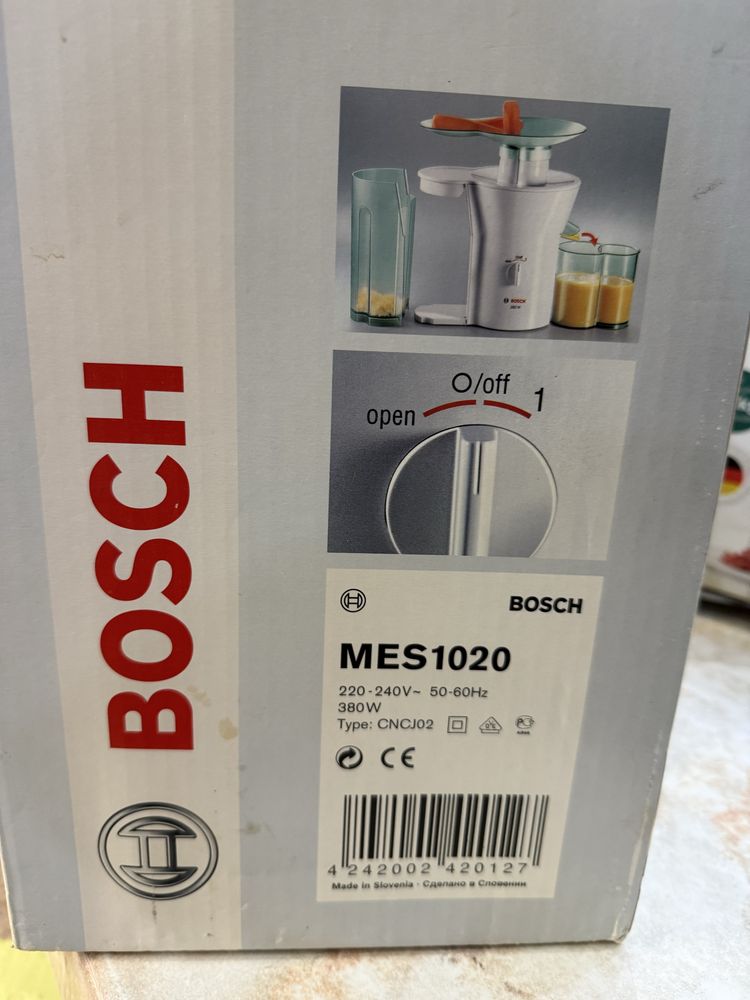 BOSCH
BOSCH
380 W
O/off
open
1
BOSCH
MES1020
220-240V~ 50-60Hz
380W
Type: CNCJ02
CE
4 242002 420127
Made in Slovenia · Сделано в Словении